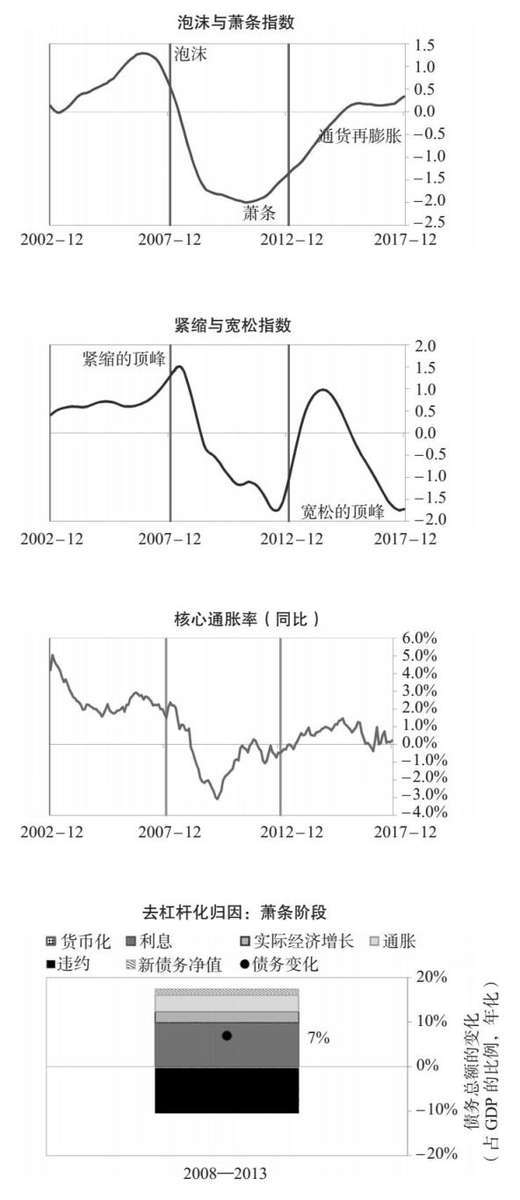 泡沫与萧条指数
泡沫
1.5
1.0
0.5
0.0
通货再膨胀
−0.5
−1.0
−1.5
−2.0
萧条
−2.5
2002−12 2007−12 2012−12 2017−12
紧缩与宽松指数
紧缩的顶峰
2.0
1.5
1.0
0.5
0.0
−0.5
−1.0
−1.5
宽松的顶峰
−2.0
2002−12 2007−12 2012−12 2017−12
核心通胀率（同比）
6.0%
5.0%
4.0%
3.0%
2.0%
1.0%
0.0%
−1.0%
−2.0%
−3.0%
−4.0%
2002−12 2007−12 2012−12 2017−12
去杠杆化归因：萧条阶段
货币化 利息 实际经济增长 通胀
违约 新债务净值 债务变化
20%
10%
7%
0%
−10%
−20%
债务总额的变化
（占 GDP 的比例，年化）
2008—2013